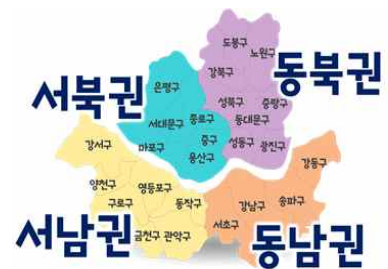 도봉구
노원구
동북권
강북구
은평구
서북권
성북구
중랑구
서대문구
종로구
동대문구
강서구
마포구
중구
성동구
광진구
용산구
강동구
양천구
영등포구
구로구
동작구
강남구
송파구
서남권
금천구
관악구
서초구
동남권